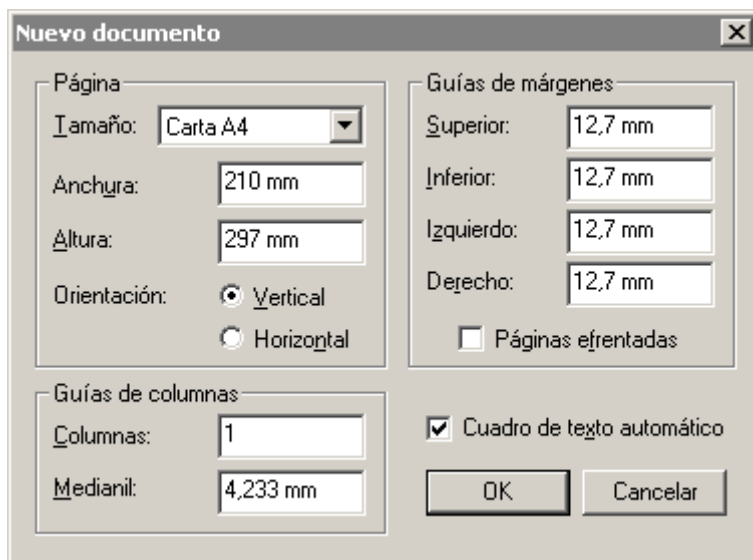 Nuevo documento
Página
Tamaño: Carta A4
Anchura: 210 mm
Altura: 297 mm
Orientación: Vertical
Horizontal
Guías de márgenes
Superior: 12,7 mm
Inferior: 12,7 mm
Izquierdo: 12,7 mm
Derecho: 12,7 mm
Páginas efrentadas
Guías de columnas
Columnas: 1
Medianil: 4,233 mm
Cuadro de texto automático
OK Cancelar